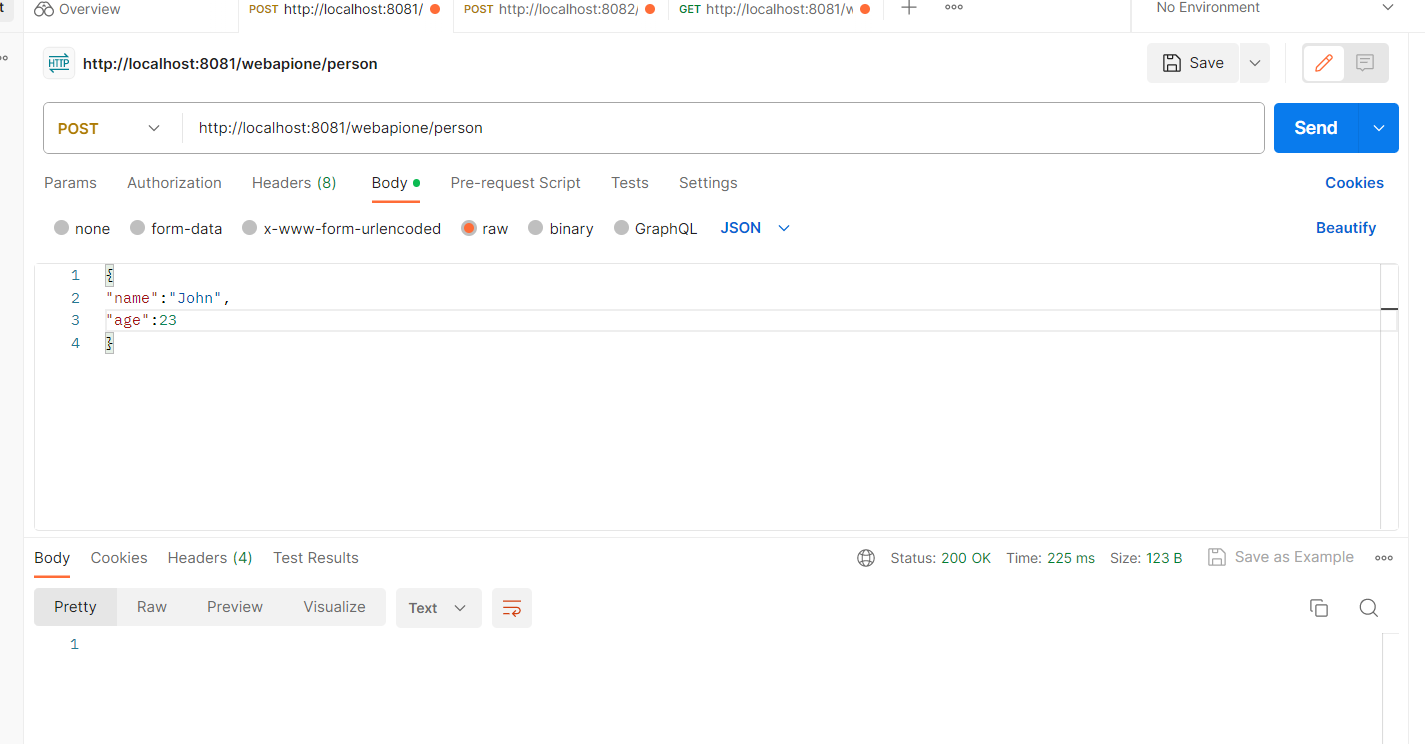 t
Overview
POST http://localhost:8081/
POST http://localhost:8082/
GET http://localhost:8081/w
No Environment
HTTP http://localhost:8081/webapione/person
Save
POST http://localhost:8081/webapione/person
Send
Params Authorization Headers (8) Body Pre-request Script Tests Settings Cookies
none form-data x-www-form-urlencoded raw binary GraphQL JSON Beautify
1 {
2 "name":"John",
3 "age":23
4 }
Body Cookies Headers (4) Test Results Status: 200 OK Time: 225 ms Size: 123 B Save as Example
Pretty Raw Preview Visualize Text
1